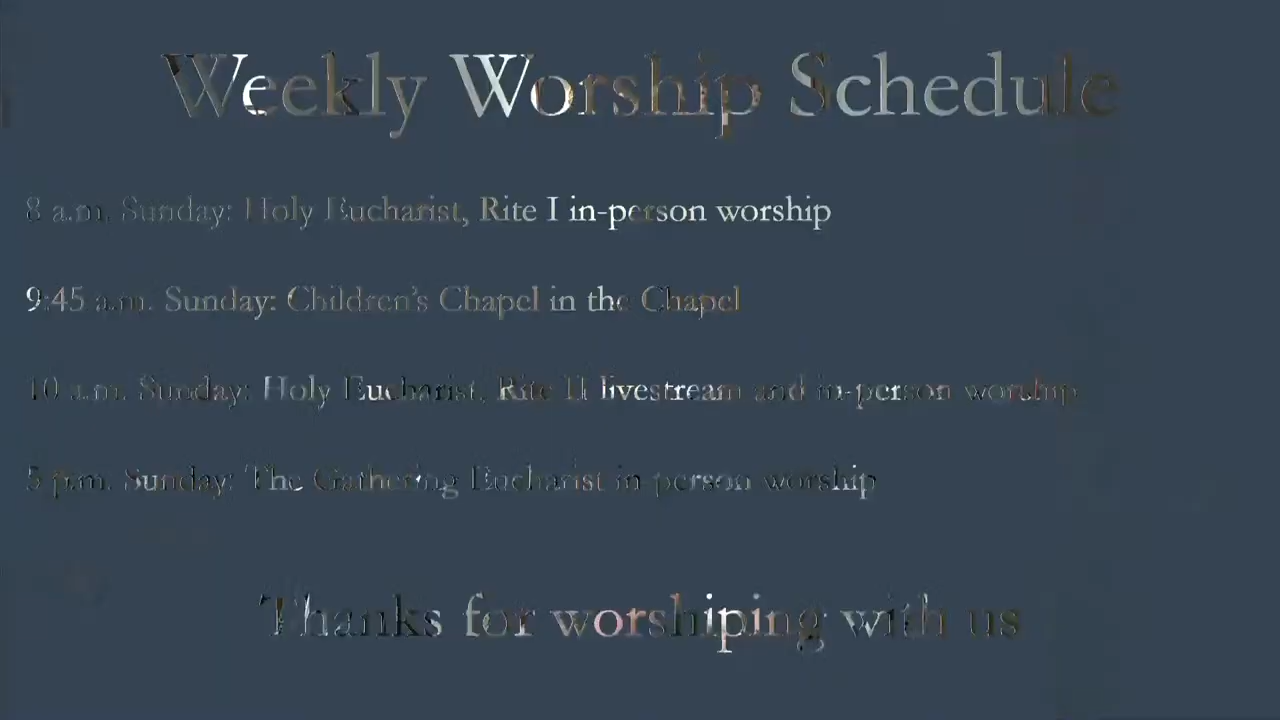 Weekly Worship Schedule
8 a.m. Sunday: Holy Eucharist, Rite I in-person worship
9:45 a.m. Sunday: Children's Chapel in the Chapel
10 a.m. Sunday: Holy Eucharist, Rite II livestream and in-person worship
5 p.m. Sunday: The Gathering Eucharist in-person worship
Thanks for worshiping with us